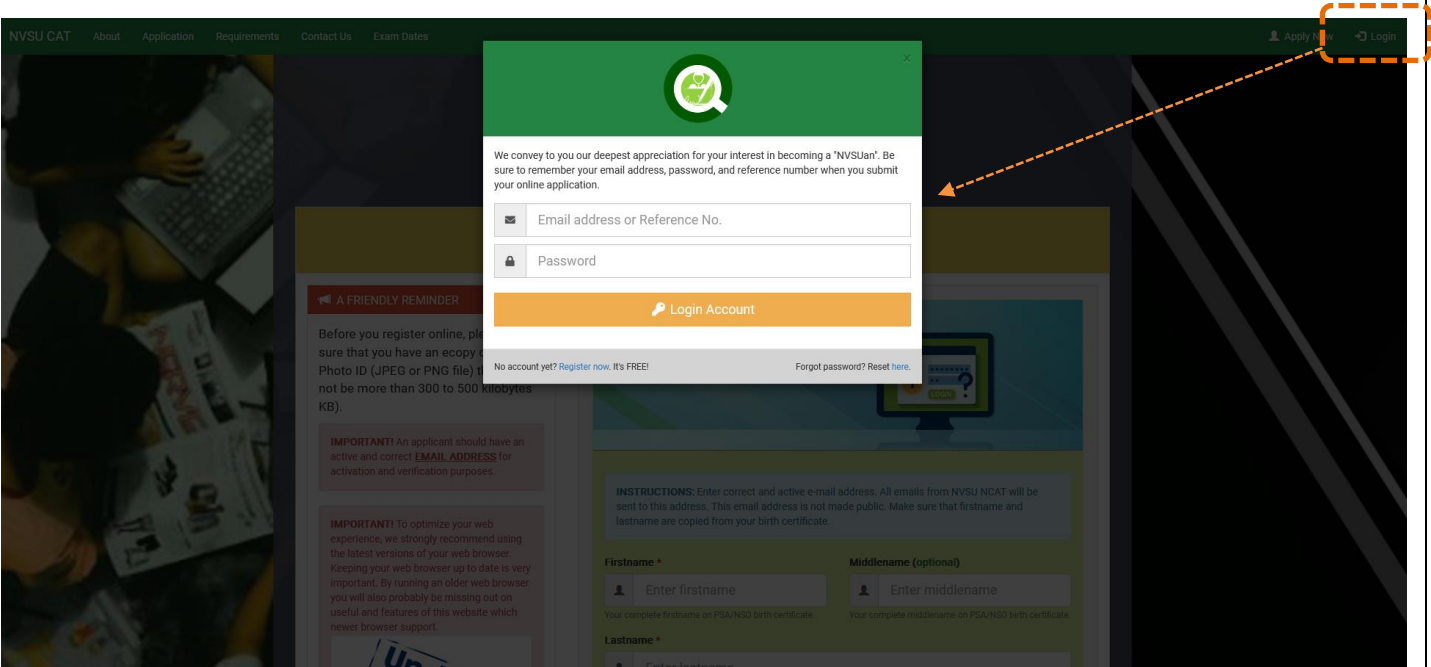 NVSU CAT About Application Requirements Contact Us Exam Dates Apply Now Login
×
We convey to you our deepest appreciation for your interest in becoming a "NVSUan". Be
sure to remember your email address, password, and reference number when you submit
your online application.
Email address or Reference No.
Password
Login Account
No account yet? Register now. It's FREE! Forgot password? Reset here.
A FRIENDLY REMINDER
Before you register online, ple
sure that you have an ecopy
Photo ID (JPEG or PNG file) t
not be more than 300 to 500 kilobytes
KB).
IMPORTANT! An applicant should have an
active and correct EMAIL ADDRESS for
activation and verification purposes.
IMPORTANT! To optimize your web
experience, we strongly recommend using
the latest versions of your web browser.
Keeping your web browser up to date is very
important. By running an older web browser
you will also probably be missing out on
useful and features of this website which
newer browser support.
LOGIN
INSTRUCTIONS: Enter correct and active e-mail address. All emails from NVSU NCAT will be
sent to this address. This email address is not made public. Make sure that firstname and
lastname are copied from your birth certificate.
Firstname * Middlename (optional)
Enter firstname Enter middlename
Your complete firstname on PSA/NSO birth certificate. Your complete middlename on PSA/NSO birth certificate.
Lastname *
Enter lastname